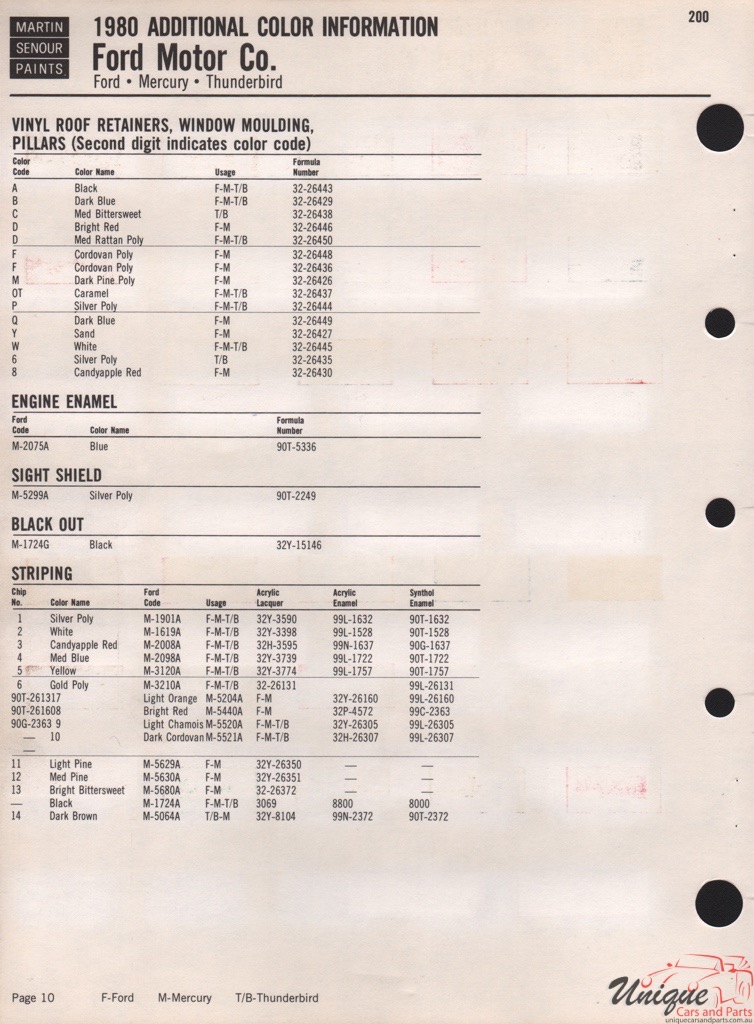 MARTIN
SENOUR
PAINTS
1980 ADDITIONAL COLOR INFORMATION
200
Ford Motor Co.
Ford • Mercury • Thunderbird
VINYL ROOF RETAINERS, WINDOW MOULDING,
PILLARS (Second digit indicates color code)
Color Code Color Name Usage Formula Number
A Black F-M-T/B 32-26443
B Dark Blue F-M-T/B 32-26429
C Med Bittersweet T/B 32-26438
D Bright Red F-M 32-26446
D Med Rattan Poly F-M-T/B 32-26450
F Cordovan Poly F-M 32-26448
F Cordovan Poly F-M 32-26436
M Dark Pine Poly F-M 32-26426
OT Caramel F-M-T/B 32-26437
P Silver Poly F-M-T/B 32-26444
Q Dark Blue F-M 32-26449
Y Sand F-M 32-26427
W White F-M-T/B 32-26445
6 Silver Poly T/B 32-26435
8 Candyapple Red F-M 32-26430
ENGINE ENAMEL
Ford Code Color Name Formula Number
M-2075A Blue 90T-5336
SIGHT SHIELD
M-5299A Silver Poly 90T-2249
BLACK OUT
M-1724G Black 32Y-15146
STRIPING
Chip No. Color Name Ford Code Usage Acrylic Lacquer Acrylic Enamel Synthol Enamel
1 Silver Poly M-1901A F-M-T/B 32Y-3590 99L-1632 90T-1632
2 White M-1619A F-M-T/B 32Y-3398 99L-1528 90T-1528
3 Candyapple Red M-2008A F-M-T/B 32H-3595 99N-1637 90G-1637
4 Med Blue M-2098A F-M-T/B 32Y-3739 99L-1722 90T-1722
5 Yellow M-3120A F-M-T/B 32Y-3774 99L-1757 90T-1757
6 Gold Poly M-3210A F-M-T/B 32-26131 99L-26131
90T-261317 Light Orange M-5204A F-M 32Y-26160 99L-26160
90T-261608 Bright Red M-5440A F-M 32P-4572 99C-2363
90G-2363 9 Light Chamois M-5520A F-M-T/B 32Y-26305 99L-26305
— 10 Dark Cordovan M-5521A F-M-T/B 32H-26307 99L-26307
—
11 Light Pine M-5629A F-M 32Y-26350 — —
12 Med Pine M-5630A F-M 32Y-26351 — —
13 Bright Bittersweet M-5680A F-M 32-26372 — —
— Black M-1724A F-M-T/B 3069 8800 8000
14 Dark Brown M-5064A T/B-M 32Y-8104 99N-2372 90T-2372
Page 10 F-Ford M-Mercury T/B-Thunderbird
Unique
Cars and Parts
uniquecarsandparts.com.au